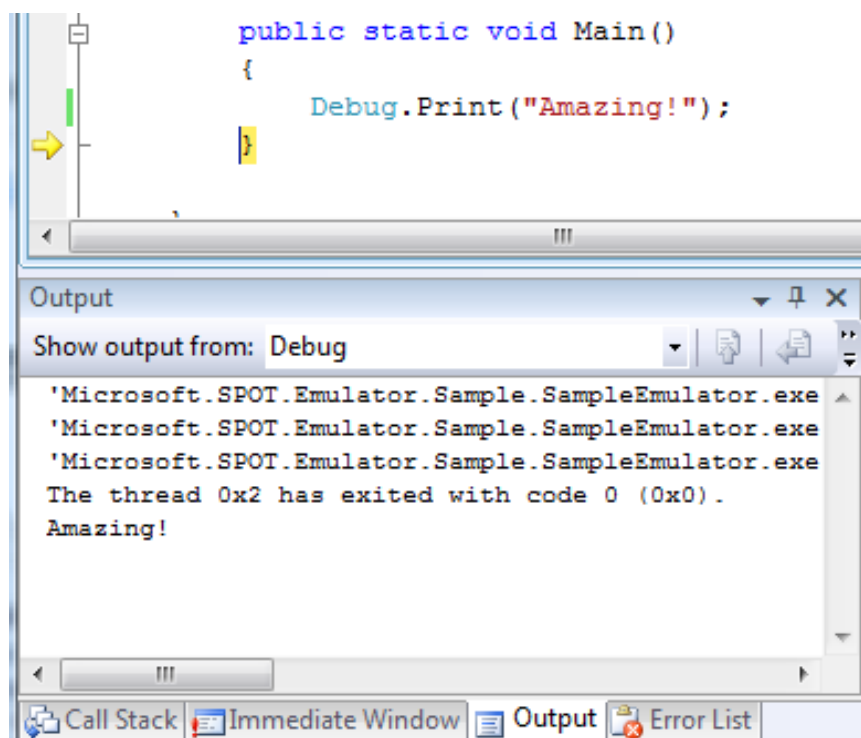 public static void Main()
{
Debug.Print("Amazing!");
}
Output
Show output from: Debug
'Microsoft.SPOT.Emulator.Sample.SampleEmulator.exe
'Microsoft.SPOT.Emulator.Sample.SampleEmulator.exe
'Microsoft.SPOT.Emulator.Sample.SampleEmulator.exe
The thread 0x2 has exited with code 0 (0x0).
Amazing!
Call Stack Immediate Window Output Error List